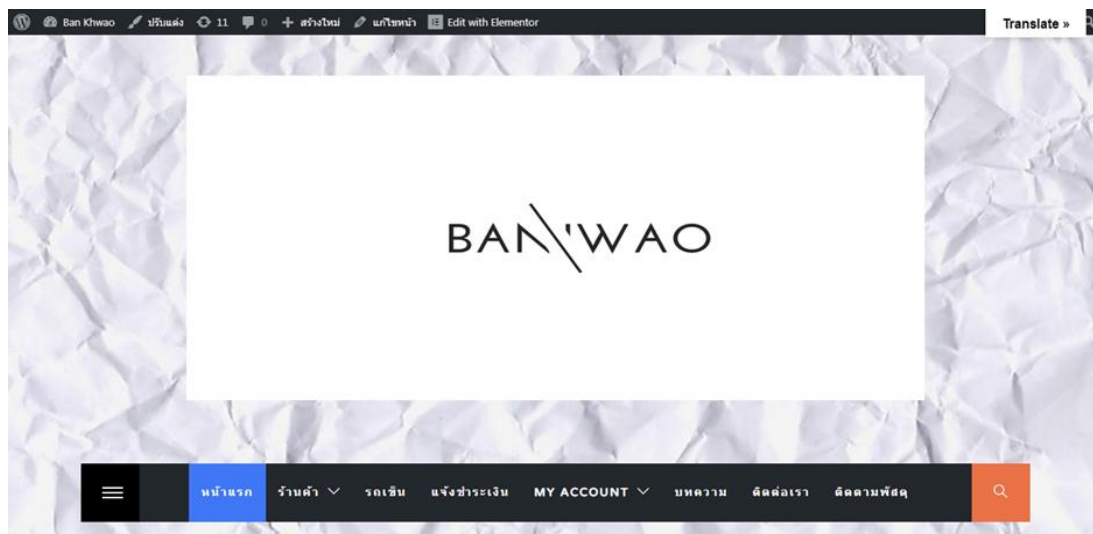 Ban Khwao ปรับแต่ง 11 0 สร้างใหม่ แก้ไขหน้า Edit with Elementor Translate »
BAN'WAO
หน้าแรก ร้านค้า รถเข็น แจ้งชำระเงิน MY ACCOUNT บทความ ติดต่อเรา ติดตามพัสดุ